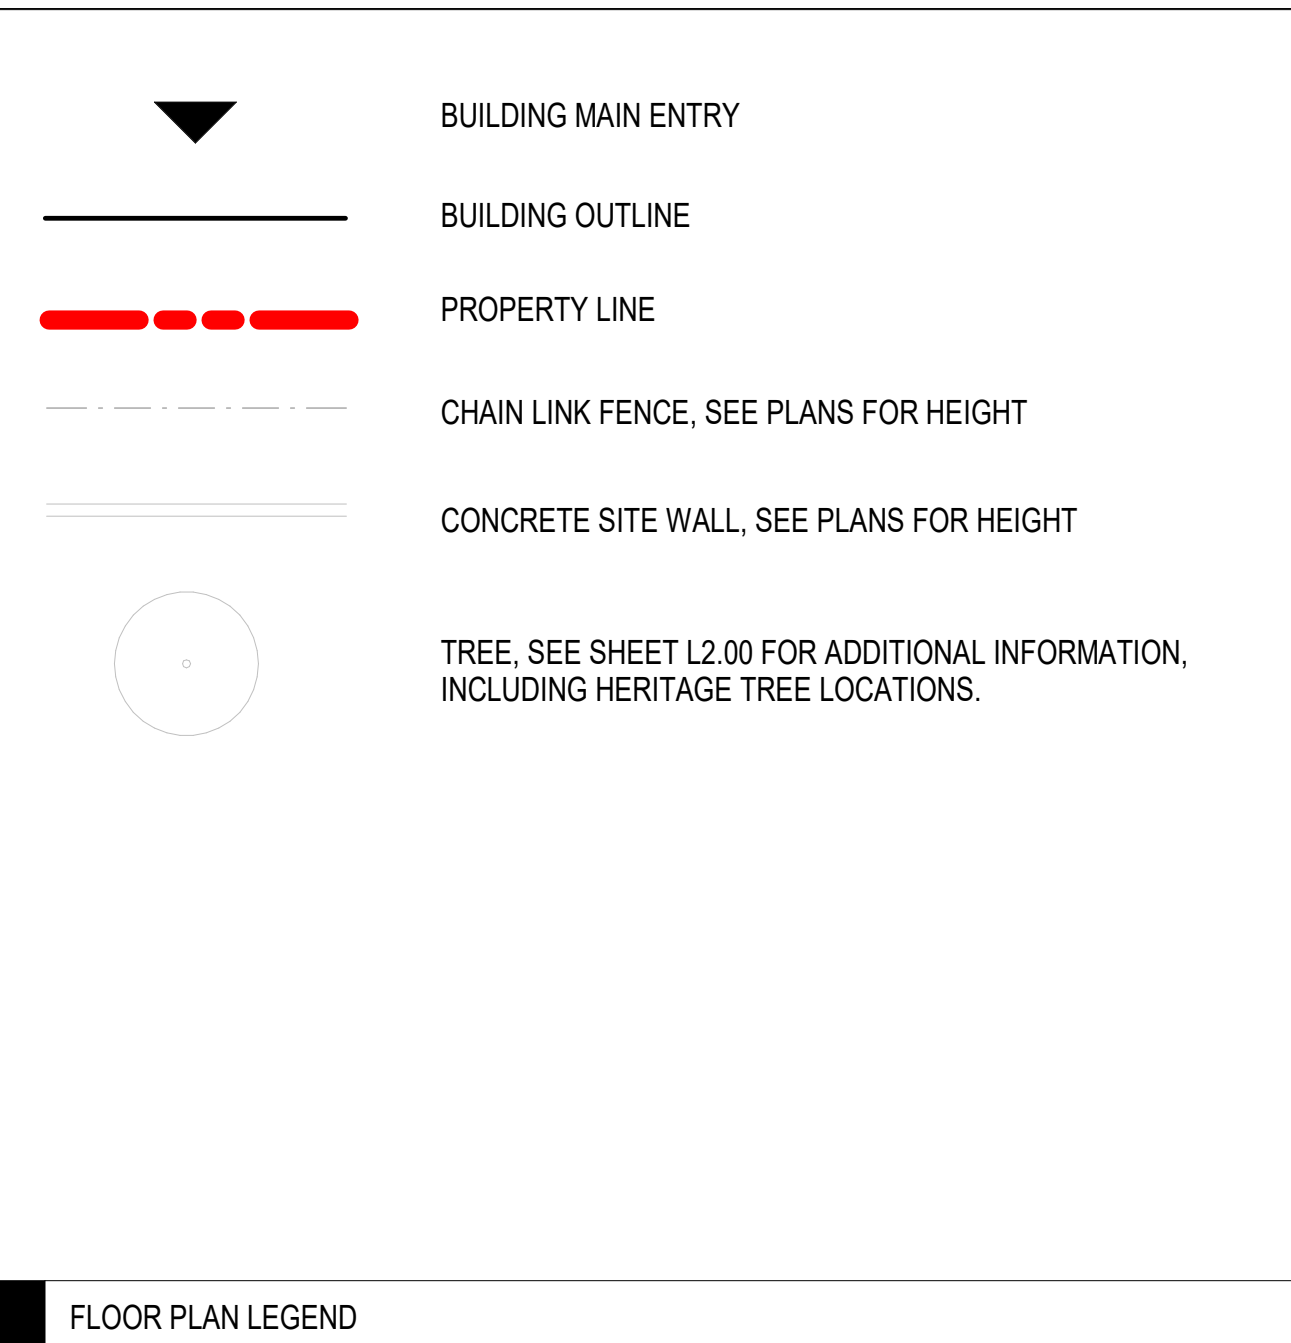 BUILDING MAIN ENTRY
BUILDING OUTLINE
PROPERTY LINE
CHAIN LINK FENCE, SEE PLANS FOR HEIGHT
CONCRETE SITE WALL, SEE PLANS FOR HEIGHT
TREE, SEE SHEET L2.00 FOR ADDITIONAL INFORMATION,
INCLUDING HERITAGE TREE LOCATIONS.
FLOOR PLAN LEGEND